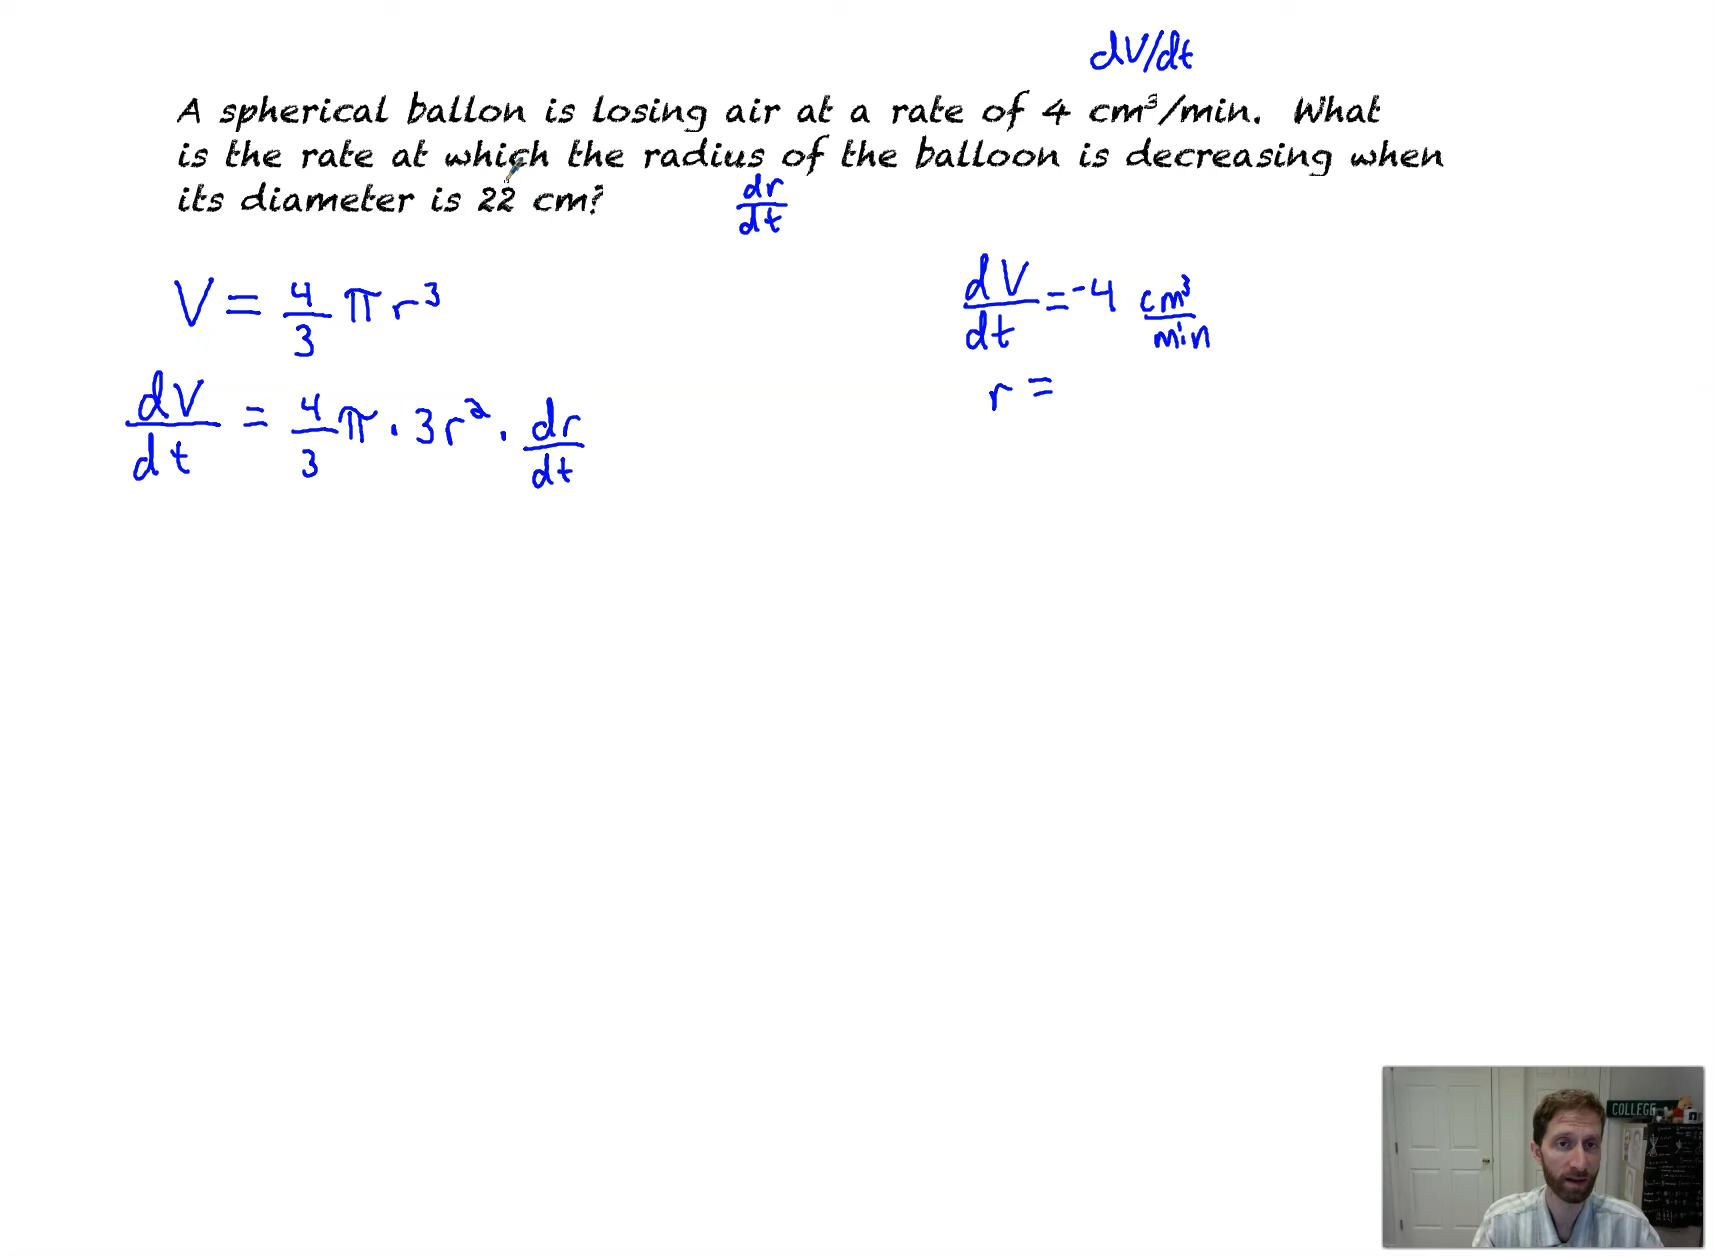 dV/dt
A spherical ballon is losing air at a rate of 4 cm³/min. What
is the rate at which the radius of the balloon is decreasing when
its diameter is 22 cm?
dr/dt
V = 4/3 π r³
dV/dt = -4 cm³/min
r =
dV/dt = 4/3 π · 3r² · dr/dt
COLLEGE